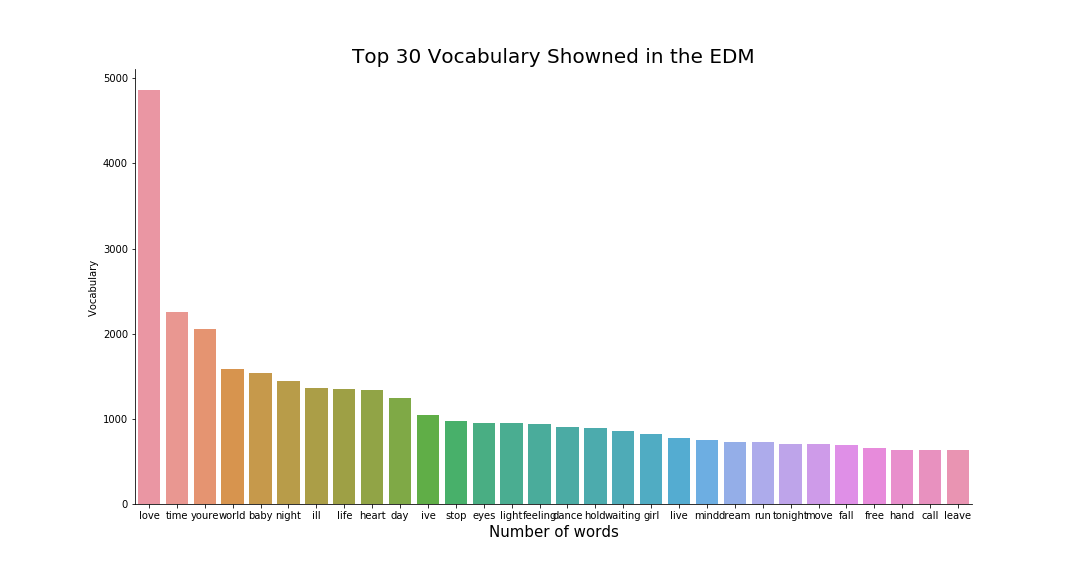 Top 30 Vocabulary Showned in the EDM
5000
4000
3000
2000
1000
0
Vocabulary
love time youre world baby night ill life heart day ive stop eyes light feeling dance hold waiting girl live mind dream run tonight move fall free hand call leave
Number of words